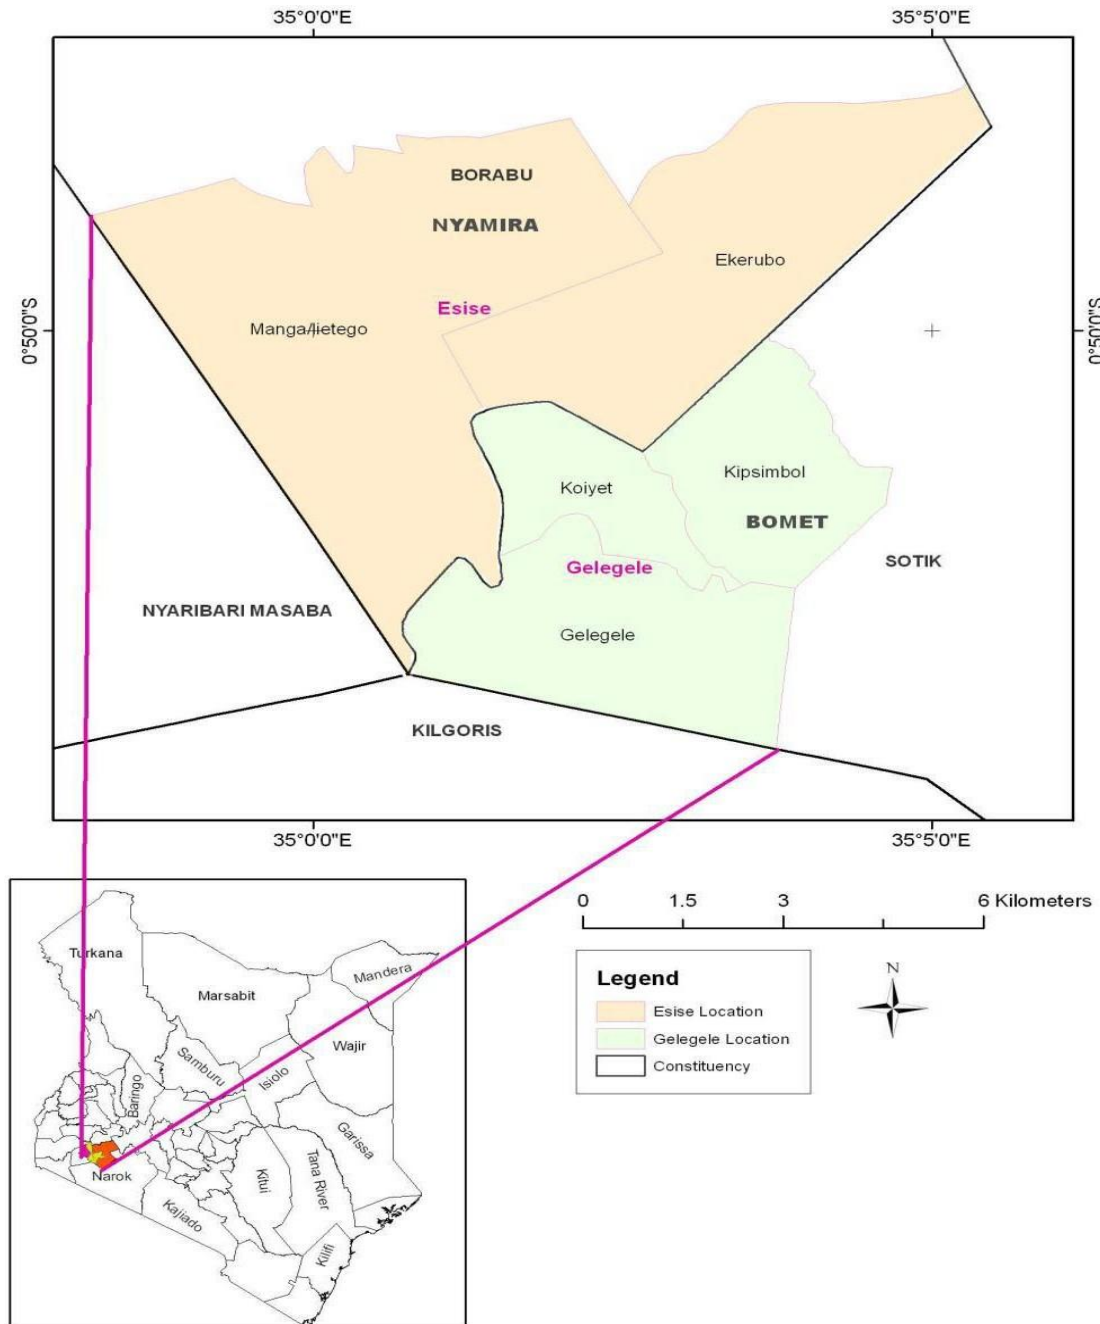 35°0'0"E 35°5'0"E
BORABU
NYAMIRA
Ekerubo
Esise
0°50'0"S Manga/Jietego 0°50'0"S
Kipsimbol
Koiyet
BOMET
SOTIK
Gelegele
NYARIBARI MASABA
Gelegele
KILGORIS
35°0'0"E 35°5'0"E
0 1.5 3 6 Kilometers
Legend
Esise Location
Gelegele Location
Constituency
N
Turkana
Mandera
Marsabit
Wajir
Samburu
Isiolo
Baringo
Garissa
Narok
Kitui
Tana River
Kajiado
Kilifi